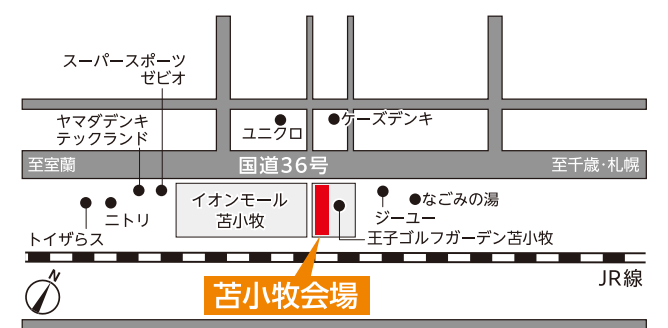 スーパースポーツ
ゼビオ
ヤマダデンキ
テックランド
ユニクロ
ケーズデンキ
至室蘭
国道36号
至千歳・札幌
イオンモール
苫小牧
なごみの湯
ニトリ
ジーユー
トイザらス
王子ゴルフガーデン苫小牧
JR線
N
苫小牧会場